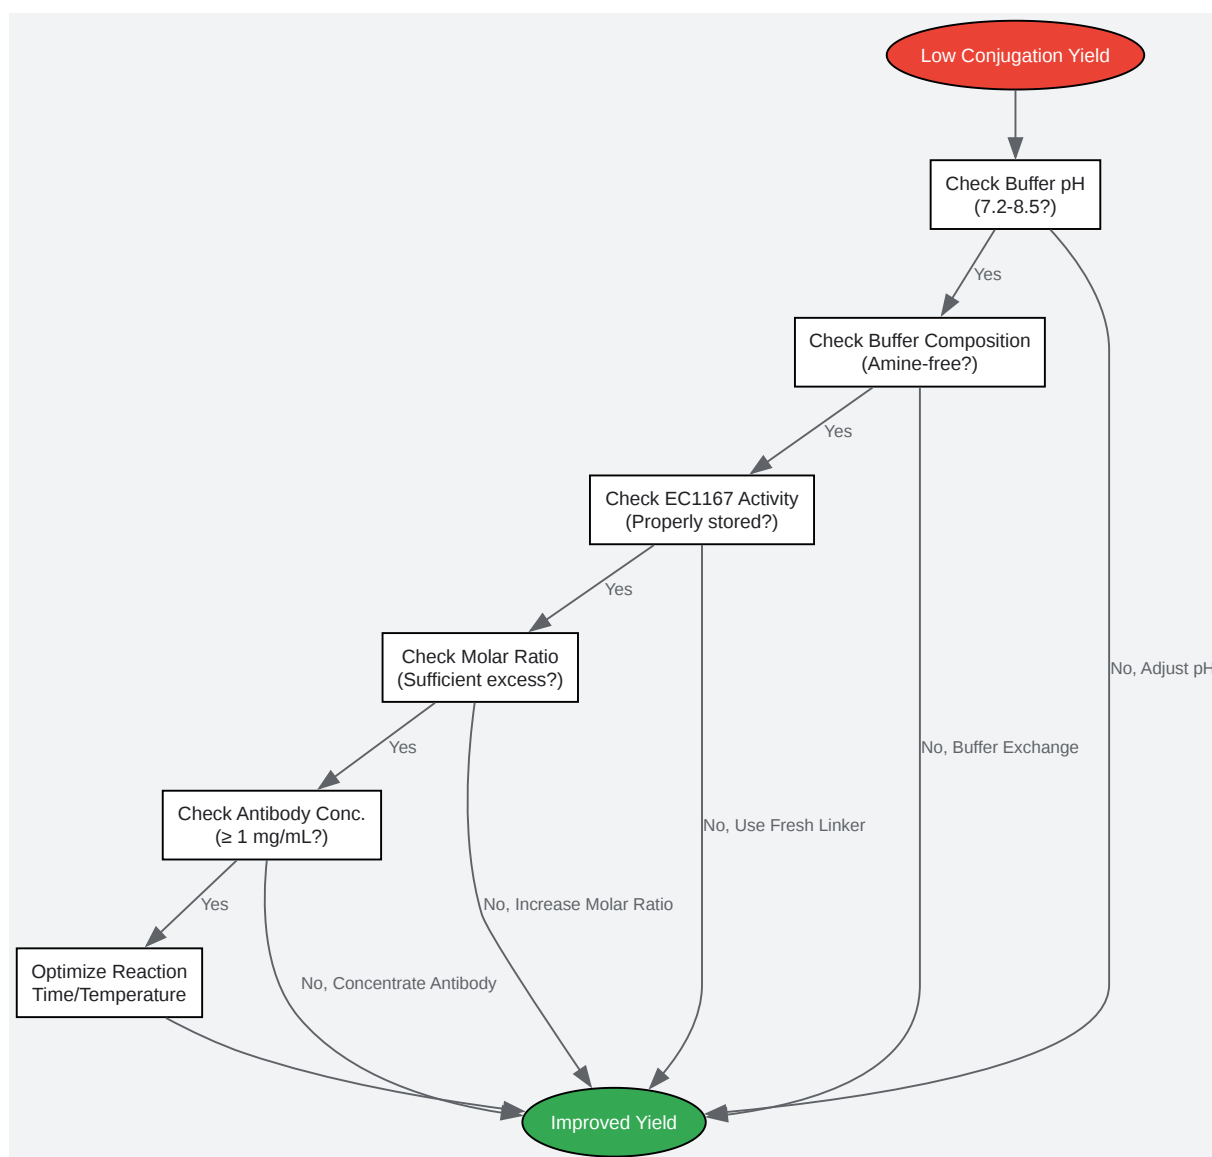 Low Conjugation Yield
Check Buffer pH
(7.2-8.5?)
Yes
Check Buffer Composition
(Amine-free?)
Yes
Check EC1167 Activity
(Properly stored?)
Yes
Check Molar Ratio
(Sufficient excess?)
No, Adjust pH
Yes
No, Buffer Exchange
Check Antibody Conc.
(≥ 1 mg/mL?)
No, Use Fresh Linker
Yes
No, Increase Molar Ratio
Optimize Reaction
Time/Temperature
No, Concentrate Antibody
Improved Yield